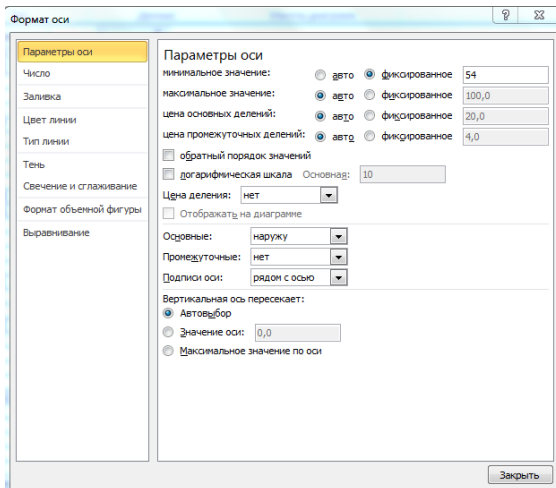 Формат оси
Параметры оси
Число
Заливка
Цвет линии
Тип линии
Тень
Свечение и сглаживание
Формат объемной фигуры
Выравнивание
Параметры оси
минимальное значение: авто фиксированное 54
максимальное значение: авто фиксированное 100,0
цена основных делений: авто фиксированное 20,0
цена промежуточных делений: авто фиксированное 4,0
обратный порядок значений
логарифмическая шкала Основная: 10
Цена деления: нет
Отображать на диаграмме
Основные: наружу
Промежуточные: нет
Подписи оси: рядом с осью
Вертикальная ось пересекает:
Автовыбор
Значение оси: 0,0
Максимальное значение по оси
Закрыть